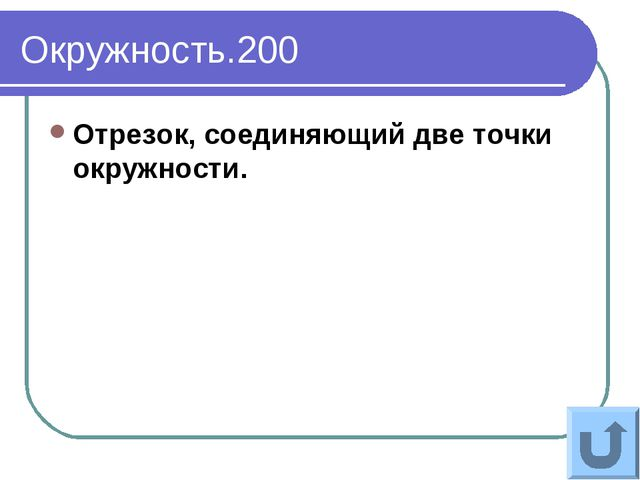 Окружность.200
Отрезок, соединяющий две точки
окружности.